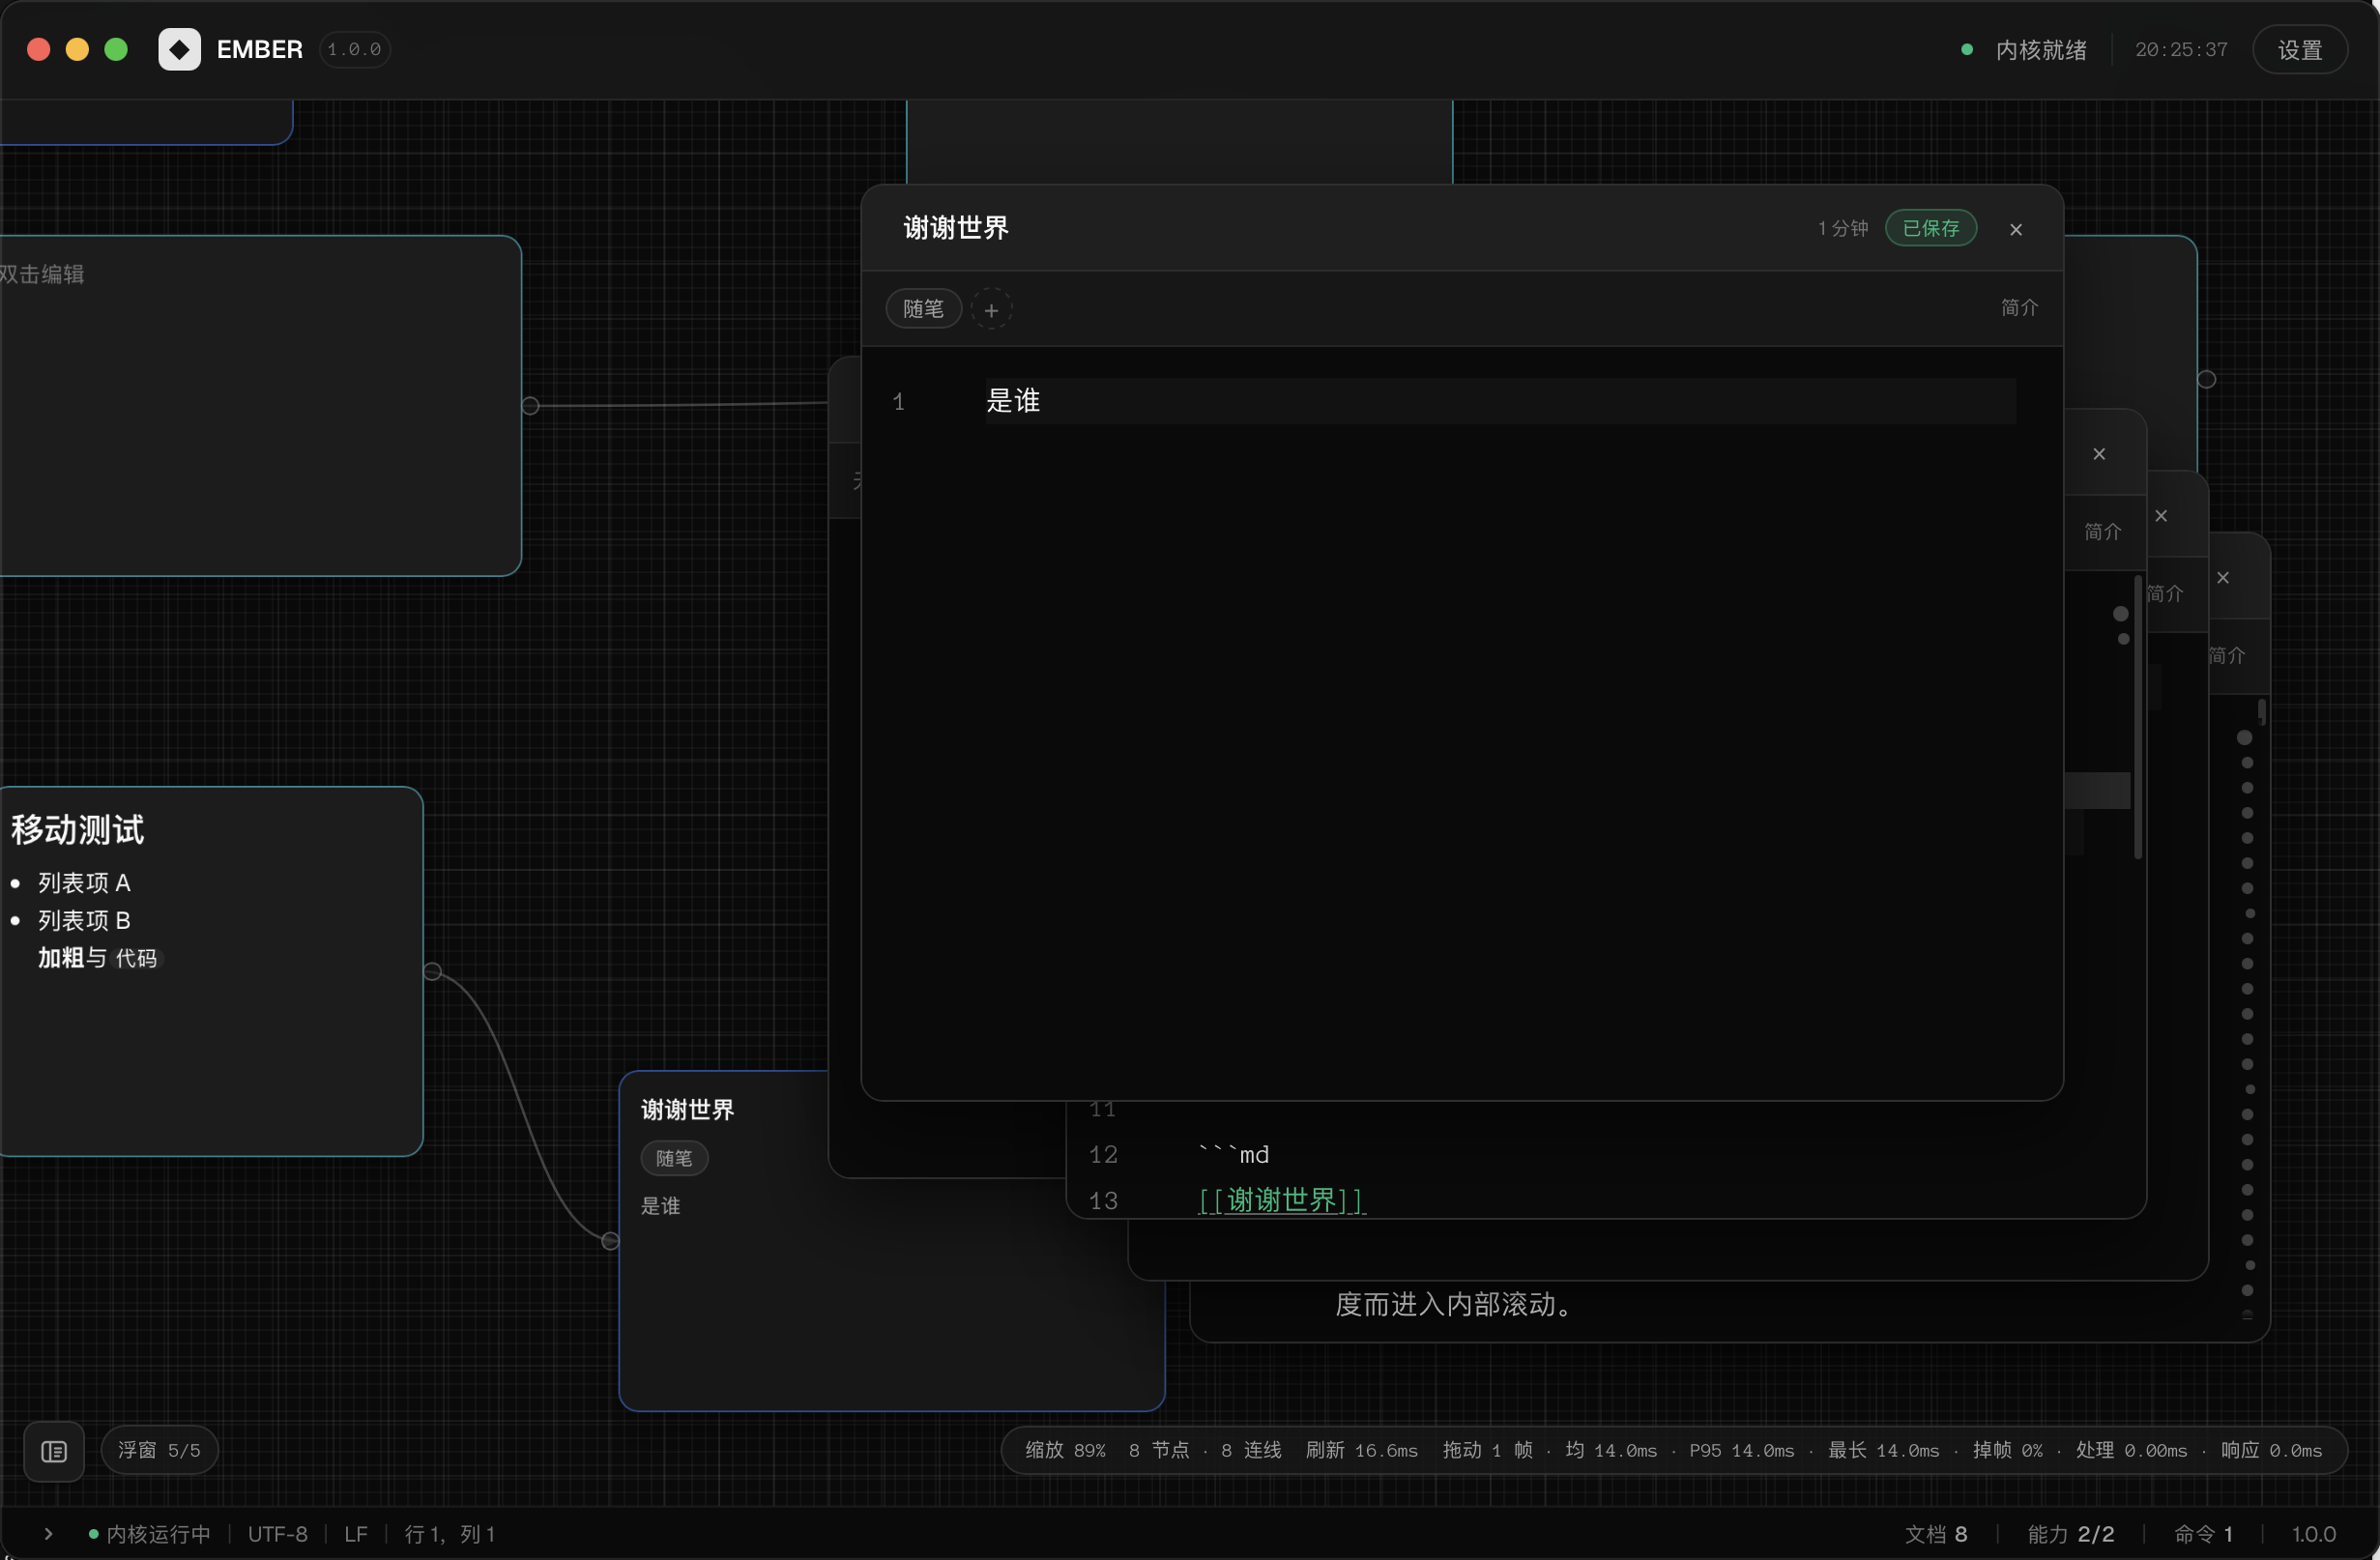 EMBER 1.0.0
内核就绪 20:25:37 设置
双击编辑
谢谢世界
1 分钟 已保存 ×
随笔 +
简介
1 是谁
×
简介
×
简介
×
简介
移动测试
列表项 A
列表项 B
加粗与 代码
谢谢世界
随笔
是谁
11
12 ```md
13 [[谢谢世界]]
度而进入内部滚动。
浮窗 5/5
缩放 89% 8 节点 · 8 连线 刷新 16.6ms 拖动 1 帧 · 均 14.0ms · P95 14.0ms · 最长 14.0ms · 掉帧 0% · 处理 0.00ms · 响应 0.0ms
内核运行中 UTF-8 LF 行 1, 列 1
文档 8 能力 2/2 命令 1 1.0.0